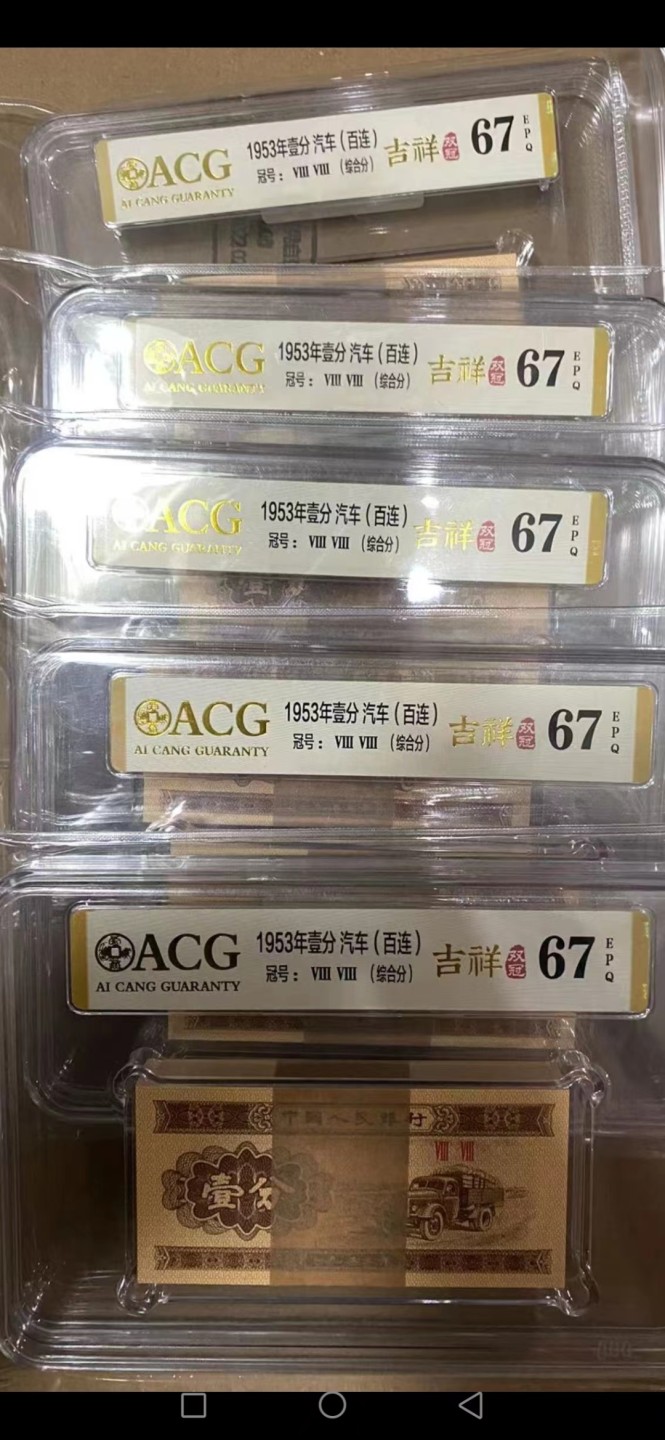 ACG
AI CANG GUARANTY
1953年壹分 汽车(百连)
冠号: VIII VIII (综合分)
吉祥
双冠
67
EPQ
ACG
AI CANG GUARANTY
1953年壹分 汽车(百连)
冠号: VIII VIII (综合分)
吉祥
双冠
67
EPQ
ACG
AI CANG GUARANTY
1953年壹分 汽车(百连)
冠号: VIII VIII (综合分)
吉祥
双冠
67
EPQ
ACG
AI CANG GUARANTY
1953年壹分 汽车(百连)
冠号: VIII VIII (综合分)
吉祥
双冠
67
EPQ
ACG
AI CANG GUARANTY
1953年壹分 汽车(百连)
冠号: VIII VIII (综合分)
吉祥
双冠
67
EPQ
中國人民銀行
VIII VIII
壹分